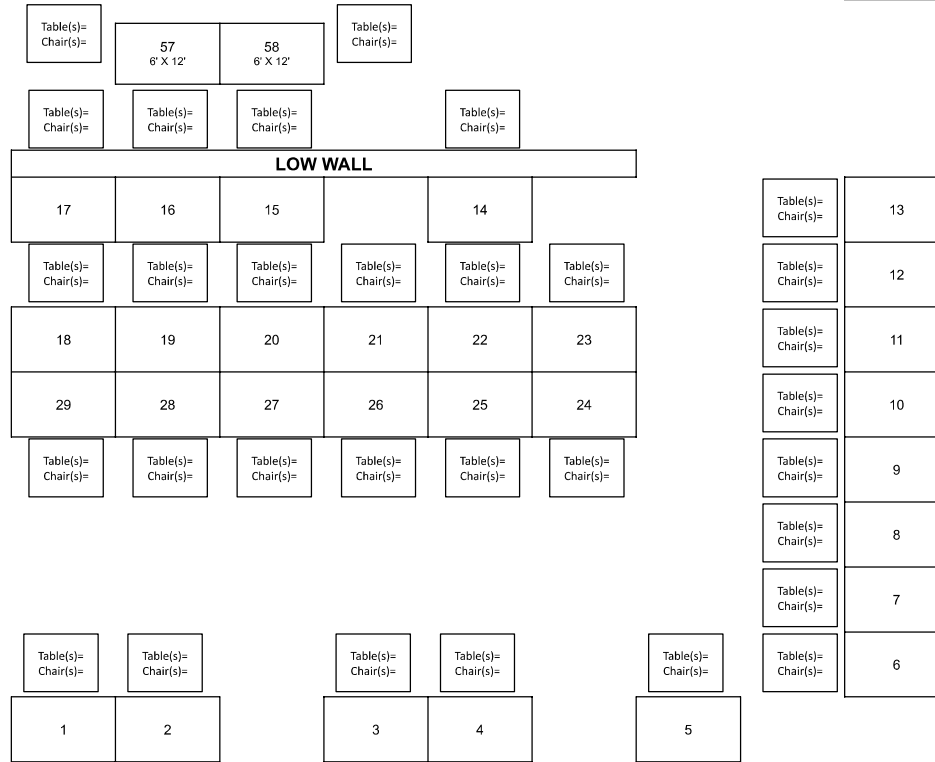 Table(s)=
Chair(s)=
57
6' X 12'
58
6' X 12'
Table(s)=
Chair(s)=
Table(s)=
Chair(s)=
Table(s)=
Chair(s)=
Table(s)=
Chair(s)=
Table(s)=
Chair(s)=
LOW WALL
17
16
15
14
Table(s)=
Chair(s)=
13
Table(s)=
Chair(s)=
Table(s)=
Chair(s)=
Table(s)=
Chair(s)=
Table(s)=
Chair(s)=
Table(s)=
Chair(s)=
Table(s)=
Chair(s)=
Table(s)=
Chair(s)=
12
18
19
20
21
22
23
Table(s)=
Chair(s)=
11
29
28
27
26
25
24
Table(s)=
Chair(s)=
10
Table(s)=
Chair(s)=
Table(s)=
Chair(s)=
Table(s)=
Chair(s)=
Table(s)=
Chair(s)=
Table(s)=
Chair(s)=
Table(s)=
Chair(s)=
Table(s)=
Chair(s)=
9
Table(s)=
Chair(s)=
8
Table(s)=
Chair(s)=
7
Table(s)=
Chair(s)=
Table(s)=
Chair(s)=
Table(s)=
Chair(s)=
Table(s)=
Chair(s)=
Table(s)=
Chair(s)=
Table(s)=
Chair(s)=
6
1
2
3
4
5